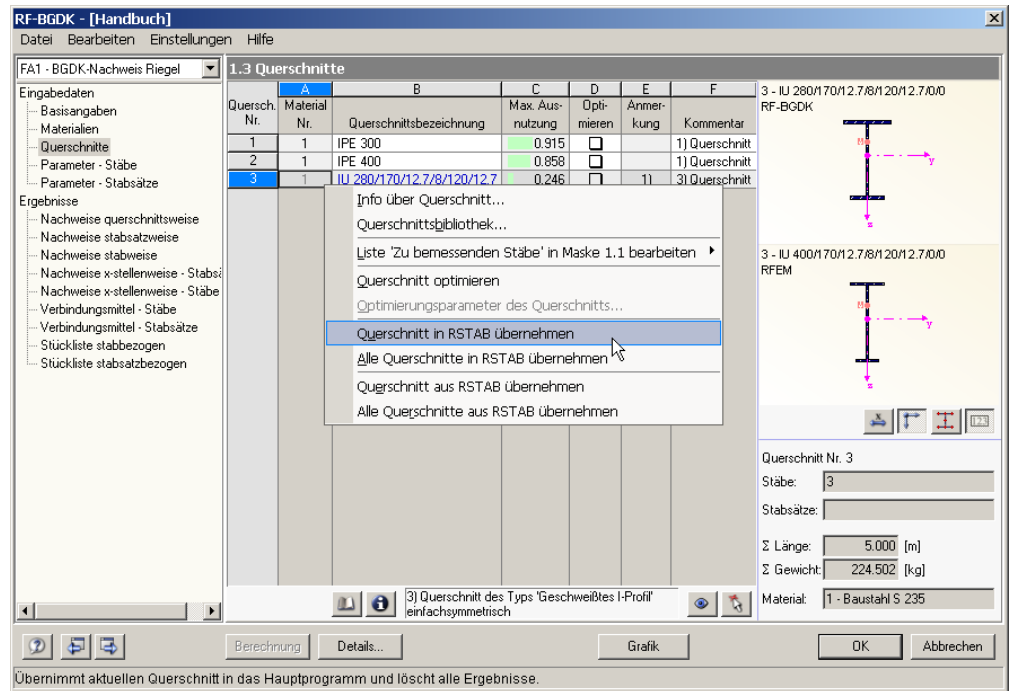 RF-BGDK - [Handbuch]
Datei Bearbeiten Einstellungen Hilfe
FA1 - BGDK-Nachweis Riegel
Eingabedaten
Basisangaben
Materialien
Querschnitte
Parameter - Stäbe
Parameter - Stabsätze
Ergebnisse
Nachweise querschnittsweise
Nachweise stabsatzweise
Nachweise stabweise
Nachweise x-stellenweise - Stabsä
Nachweise x-stellenweise - Stäbe
Verbindungsmittel - Stäbe
Verbindungsmittel - Stabsätze
Stückliste stabbezogen
Stückliste stabsatzbezogen
1.3 Querschnitte
A B C D E F
Quersch. Material Max. Aus- Opti- Anmer-
Nr. Nr. Querschnittsbezeichnung nutzung mieren kung Kommentar
1 1 IPE 300 0.915 1) Querschnitt
2 1 IPE 400 0.858 1) Querschnitt
3 1 IU 280/170/12.7/8/120/12.7 0.246 1) 3) Querschnitt
Info über Querschnitt...
Querschnittsbibliothek...
Liste 'Zu bemessenden Stäbe' in Maske 1.1 bearbeiten
Querschnitt optimieren
Optimierungsparameter des Querschnitts...
Querschnitt in RSTAB übernehmen
Alle Querschnitte in RSTAB übernehmen
Querschnitt aus RSTAB übernehmen
Alle Querschnitte aus RSTAB übernehmen
3) Querschnitt des Typs 'Geschweißtes I-Profil'
einfachsymmetrisch
3 - IU 280/170/12.7/8/120/12.7/0/0
RF-BGDK
M
y
z
3 - IU 400/170/12.7/8/120/12.7/0/0
RFEM
M
y
z
x
123
Querschnitt Nr. 3
Stäbe: 3
Stabsätze:
Σ Länge: 5.000 [m]
Σ Gewicht: 224.502 [kg]
Material: 1 - Baustahl S 235
Berechnung Details... Grafik OK Abbrechen
Übernimmt aktuellen Querschnitt in das Hauptprogramm und löscht alle Ergebnisse.